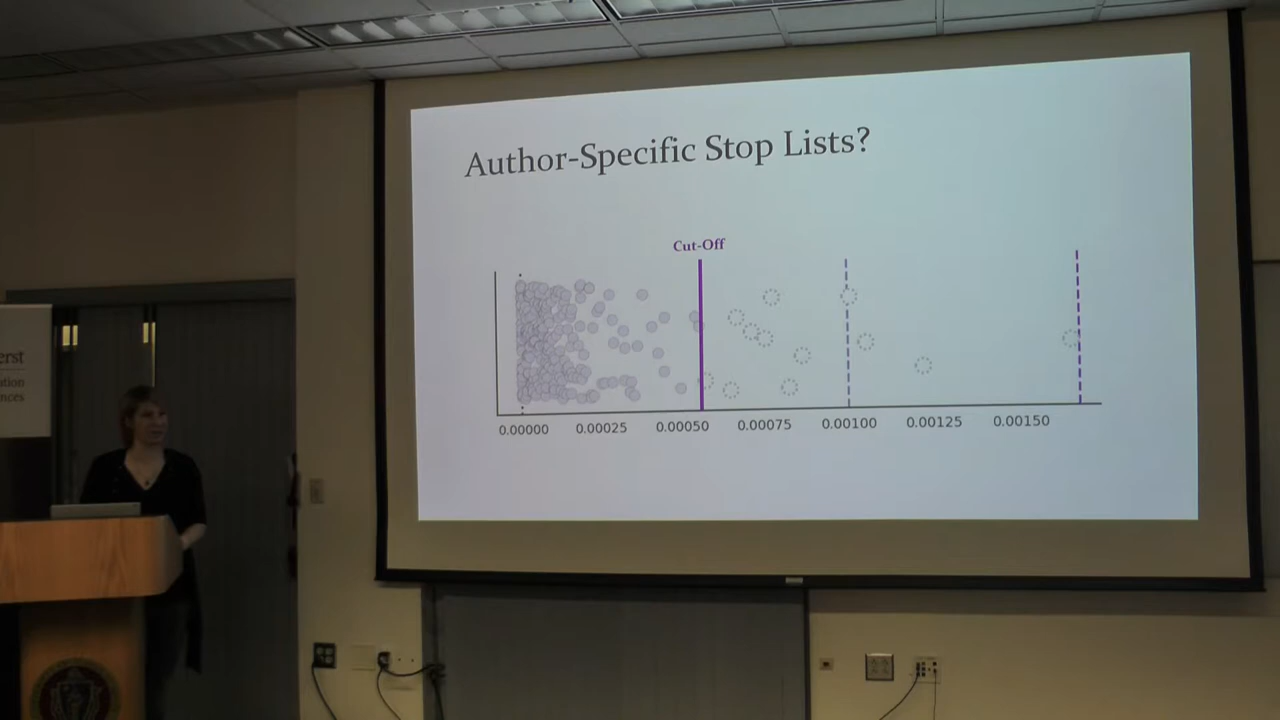 Author-Specific Stop Lists?
Cut-Off
0.00000 0.00025 0.00050 0.00075 0.00100 0.00125 0.00150
erst
ation
nces